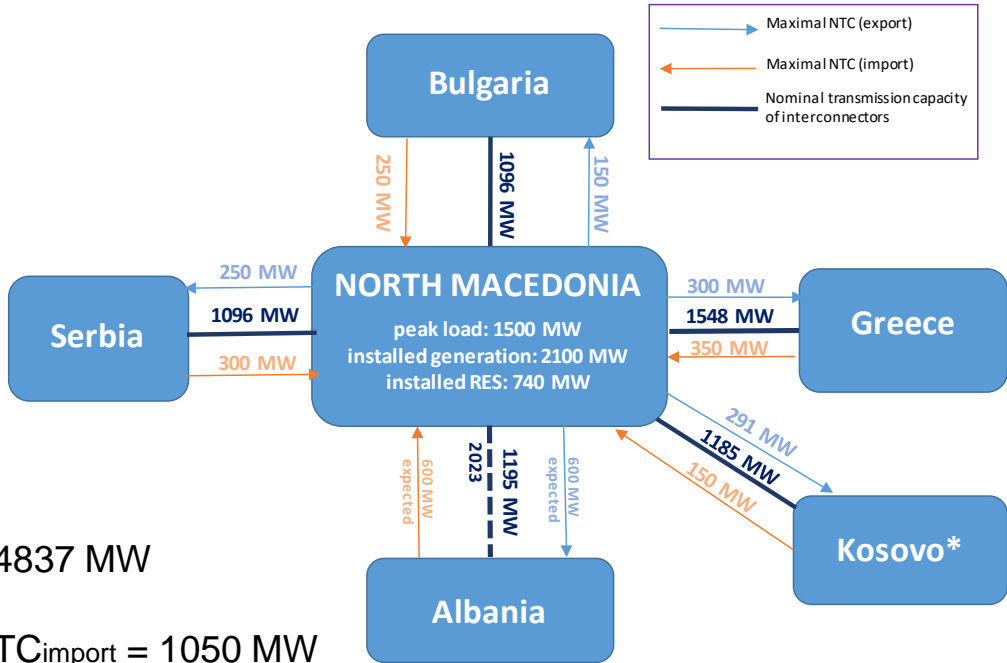 Maximal NTC (export)
Maximal NTC (import)
Nominal transmission capacity
of interconnectors
Bulgaria
250 MW
1096 MW
150 MW
NORTH MACEDONIA
peak load: 1500 MW
installed generation: 2100 MW
installed RES: 740 MW
250 MW
1096 MW
300 MW
Serbia
300 MW
1548 MW
350 MW
Greece
291 MW
1185 MW
150 MW
Kosovo*
600 MW
expected
1195 MW
2023
600 MW
expected
Albania
4837 MW
TCimport = 1050 MW